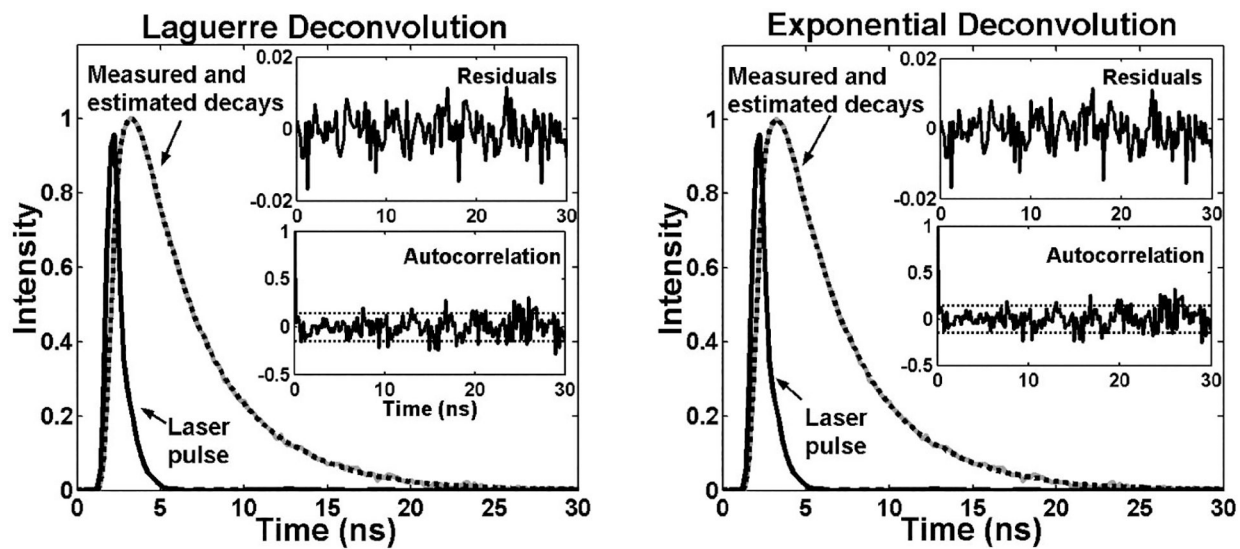 Laguerre Deconvolution
Measured and
estimated decays
Residuals
0.02
0
-0.02
0 10 20 30
Autocorrelation
1
0.5
0
-0.5
0 10 20 30
Time (ns)
Laser
pulse
Intensity
1
0.8
0.6
0.4
0.2
0
0 5 10 15 20 25 30
Time (ns)
Exponential Deconvolution
Measured and
estimated decays
Residuals
0.02
0
-0.02
0 10 20 30
Autocorrelation
1
0.5
0
-0.5
0 10 20 30
Laser
pulse
Intensity
1
0.8
0.6
0.4
0.2
0
0 5 10 15 20 25 30
Time (ns)